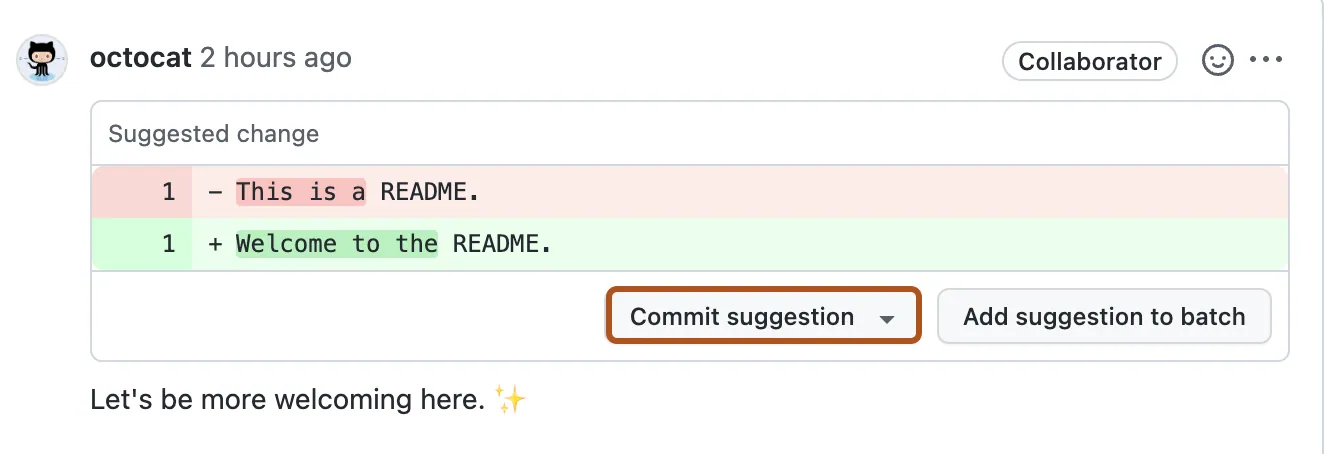 octocat 2 hours ago Collaborator
Suggested change
1 - This is a README.
1 + Welcome to the README.
Commit suggestion Add suggestion to batch
Let's be more welcoming here. ✨